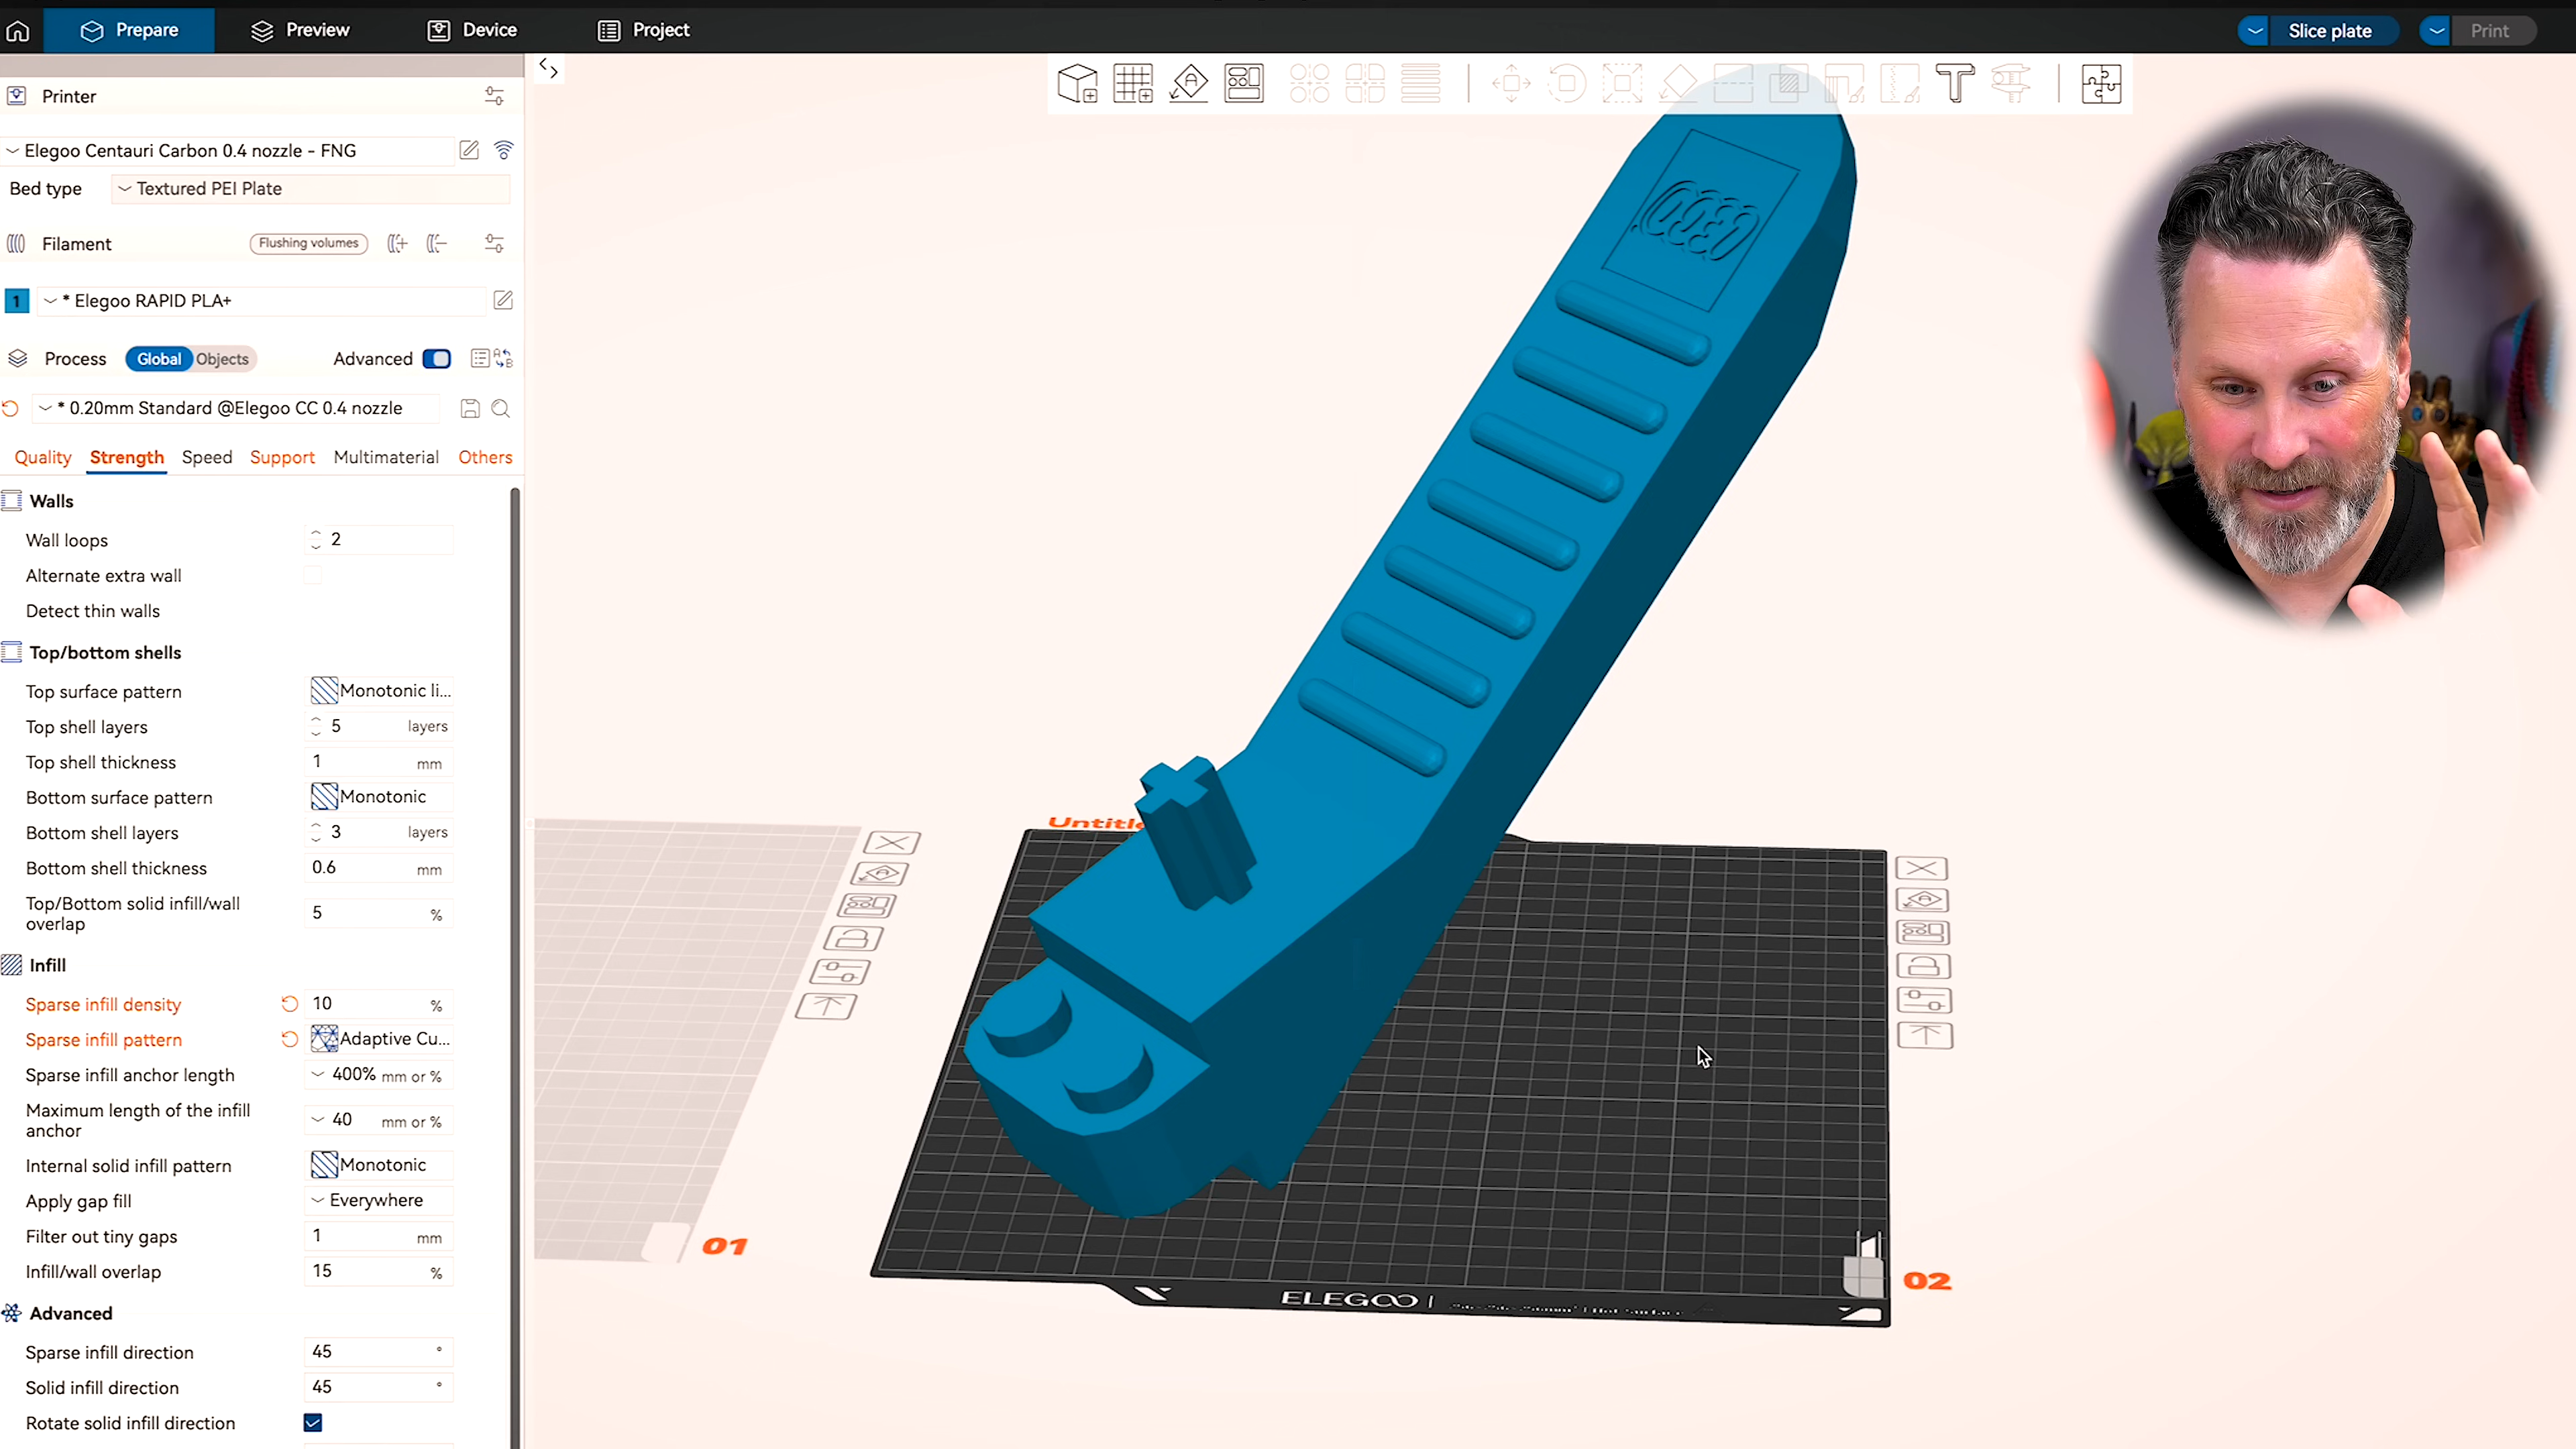 Prepare
Preview
Device
Project
Slice plate
Print
Printer
Elegoo Centauri Carbon 0.4 nozzle - FNG
Bed type
Textured PEI Plate
Filament
Flushing volumes
1
* Elegoo RAPID PLA+
Process
Global
Objects
Advanced
* 0.20mm Standard @Elegoo CC 0.4 nozzle
Quality
Strength
Speed
Support
Multimaterial
Others
Walls
Wall loops
2
Alternate extra wall
Detect thin walls
Top/bottom shells
Top surface pattern
Monotonic li...
Top shell layers
5 layers
Top shell thickness
1 mm
Bottom surface pattern
Monotonic
Bottom shell layers
3 layers
Bottom shell thickness
0.6 mm
Top/Bottom solid infill/wall
overlap
5 %
Infill
Sparse infill density
10 %
Sparse infill pattern
Adaptive Cu...
Sparse infill anchor length
400% mm or %
Maximum length of the infill
anchor
40 mm or %
Internal solid infill pattern
Monotonic
Apply gap fill
Everywhere
Filter out tiny gaps
1 mm
Infill/wall overlap
15 %
Advanced
Sparse infill direction
45 °
Solid infill direction
45 °
Rotate solid infill direction
01
ELEGOO
02